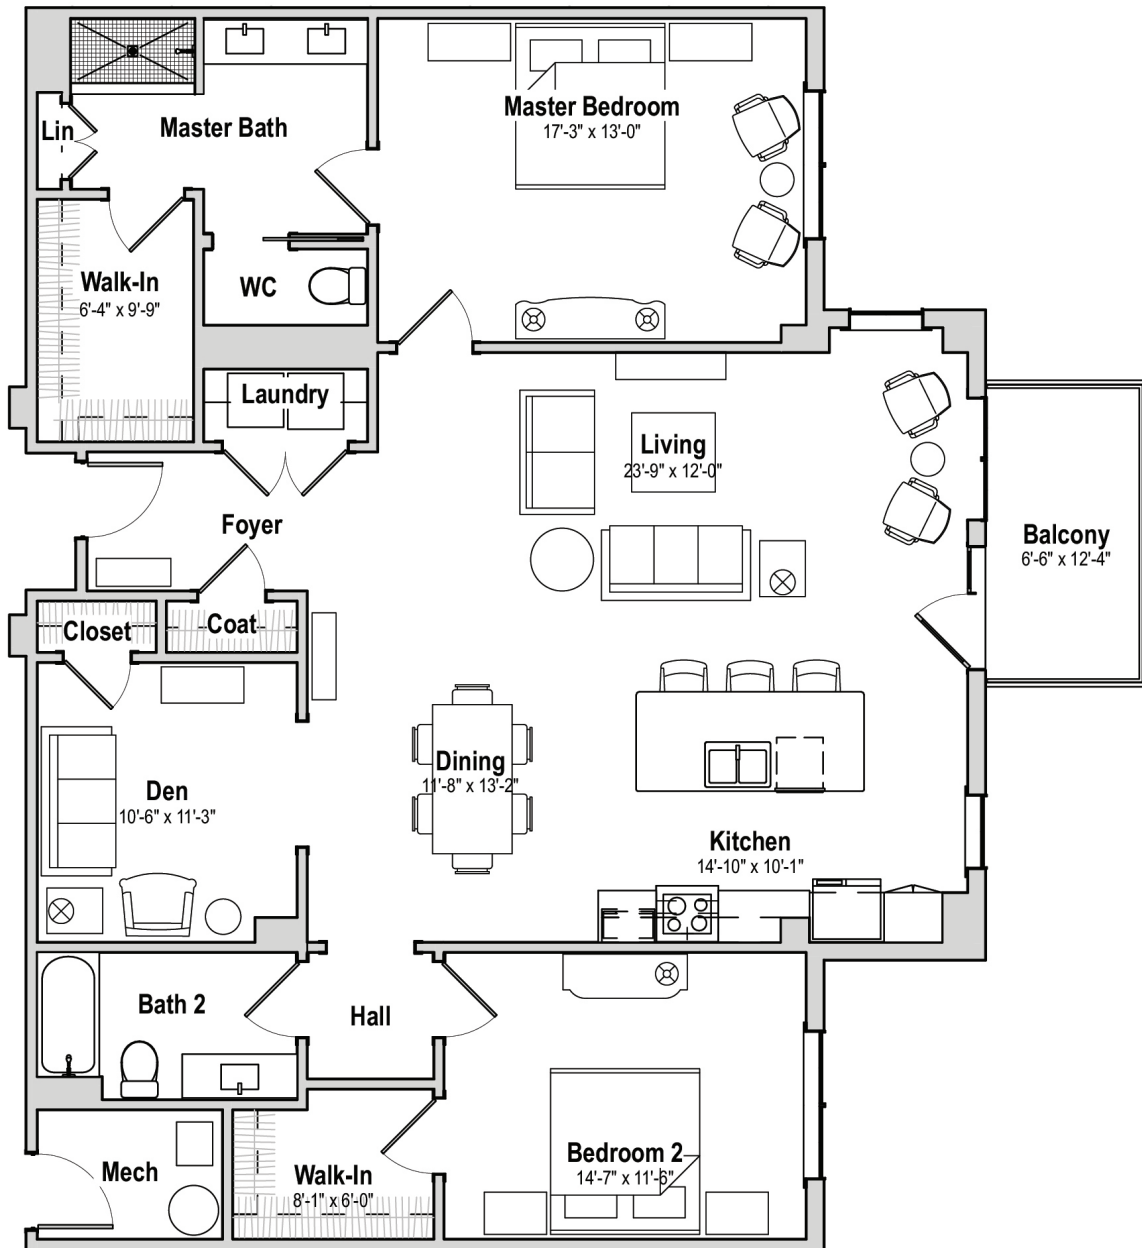 Master Bedroom
17'-3" x 13'-0"
Lin
Master Bath
Walk-In
6'-4" x 9'-9"
WC
Laundry
Living
23'-9" x 12'-0"
Foyer
Balcony
6'-6" x 12'-4"
Closet
Coat
Dining
11'-8" x 13'-2"
Den
10'-6" x 11'-3"
Kitchen
14'-10" x 10'-1"
Bath 2
Hall
Bedroom 2
14'-7" x 11'-6"
Mech
Walk-In
8'-1" x 6'-0"